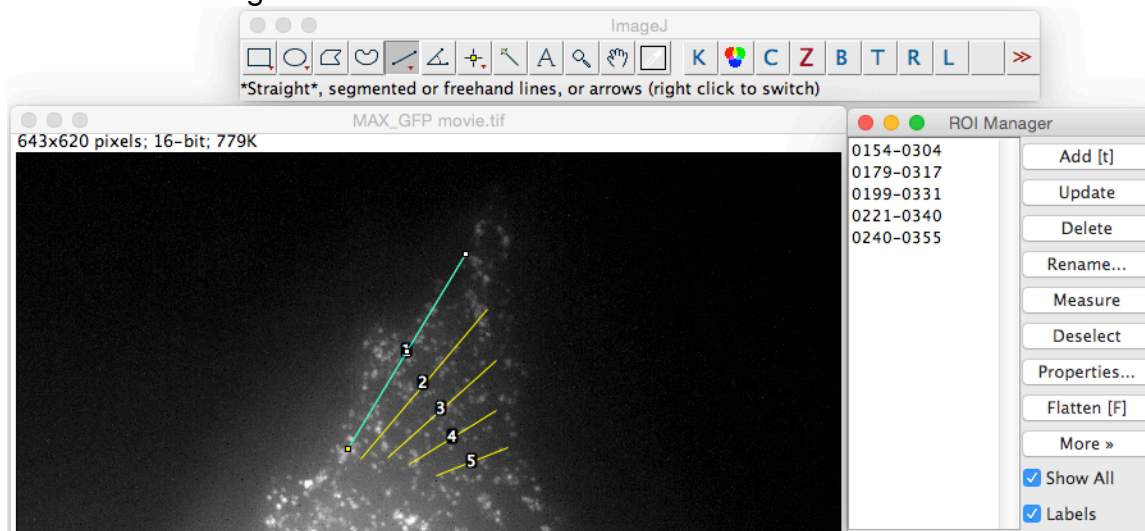 ImageJ
A K C Z B T R L >>
*Straight*, segmented or freehand lines, or arrows (right click to switch)
MAX_GFP movie.tif
643x620 pixels; 16-bit; 779K
1
2
3
4
5
ROI Manager
0154-0304
0179-0317
0199-0331
0221-0340
0240-0355
Add [t]
Update
Delete
Rename...
Measure
Deselect
Properties...
Flatten [F]
More »
Show All
Labels